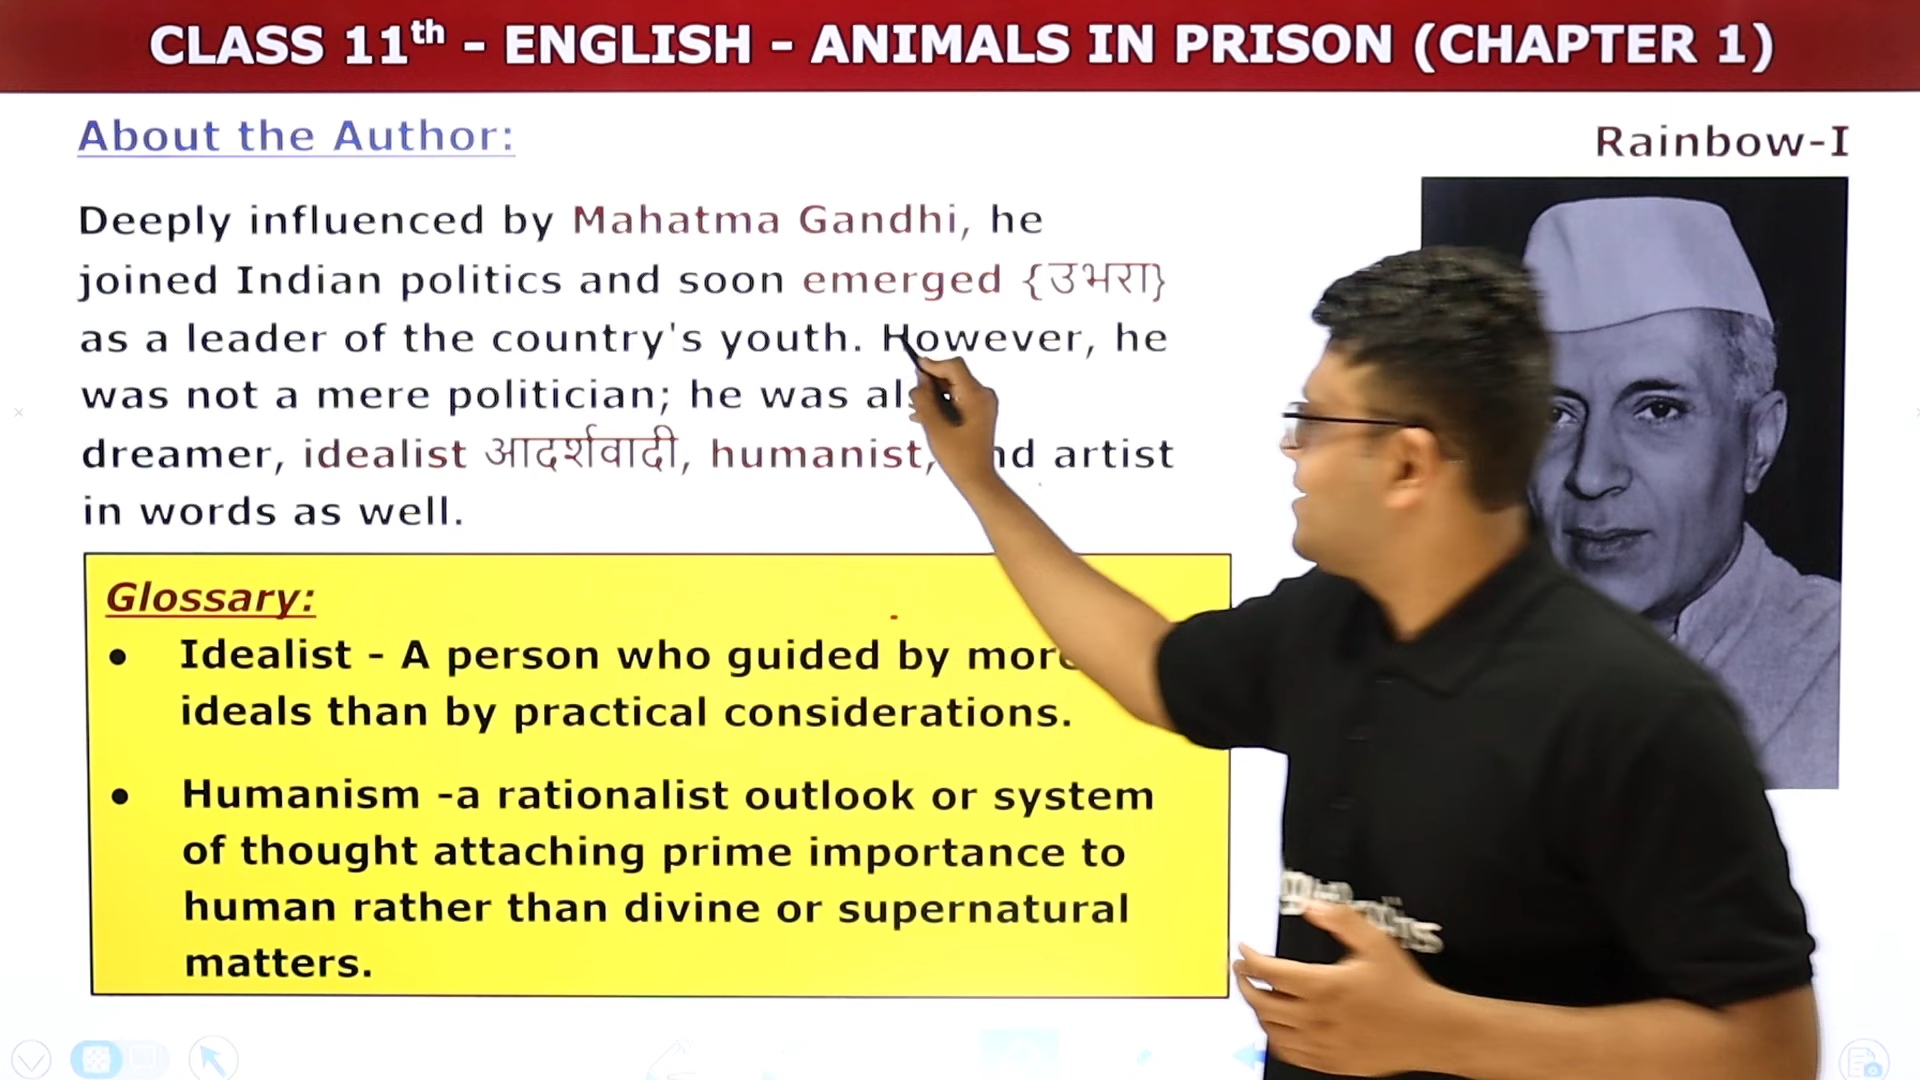 CLASS 11th - ENGLISH - ANIMALS IN PRISON (CHAPTER 1)
About the Author:
Rainbow-I
Deeply influenced by Mahatma Gandhi, he
joined Indian politics and soon emerged {उभरा}
as a leader of the country's youth. However, he
was not a mere politician; he was
dreamer, idealist आदर्शवादी, humanist, artist
in words as well.
Glossary:
• Idealist - A person who guided by
ideals than by practical considerations.
• Humanism -a rationalist outlook or system
of thought attaching prime importance to
human rather than divine or supernatural
matters.